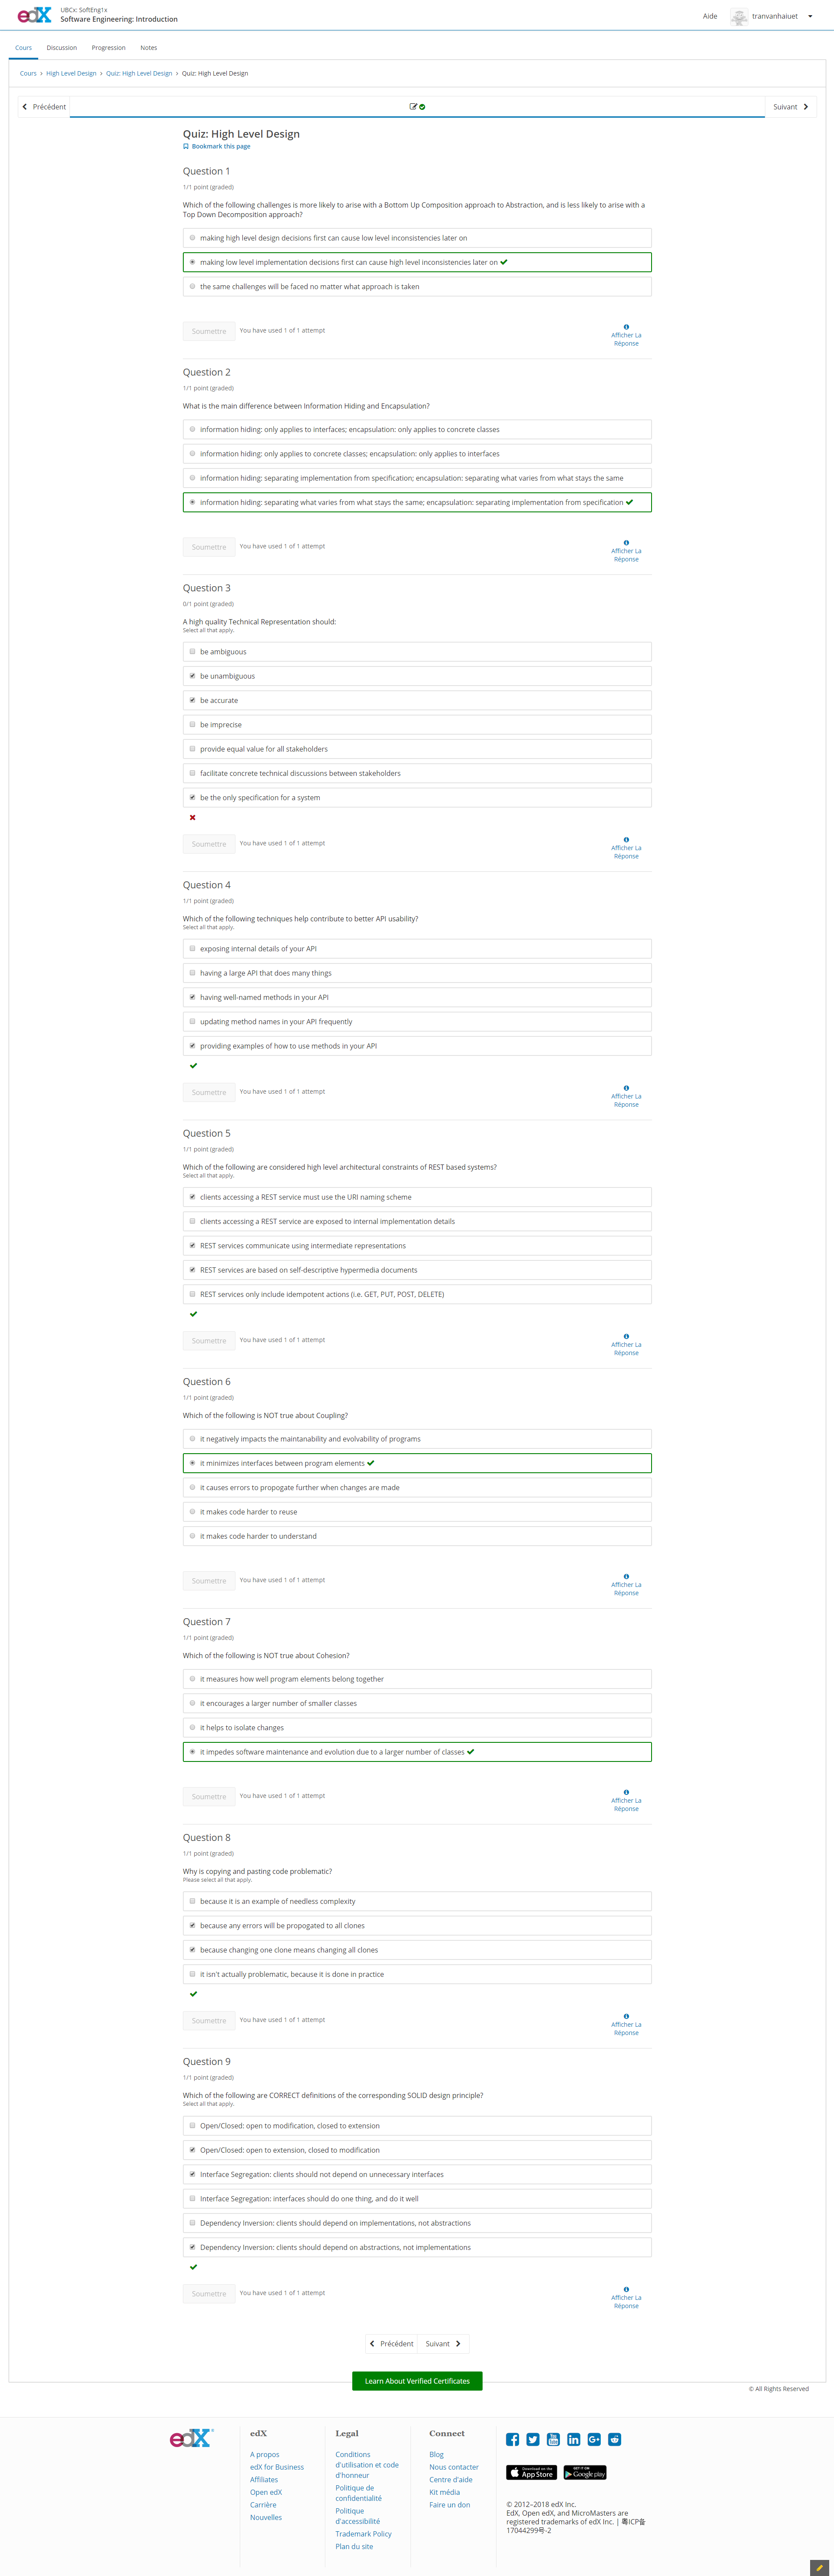 edX
UBCx: SoftEng1x
Software Engineering: Introduction
Aide
tranvanhaiuet
Cours
Discussion
Progression
Notes
Cours > High Level Design > Quiz: High Level Design > Quiz: High Level Design
Précédent
Suivant
Quiz: High Level Design
Bookmark this page
Question 1
1/1 point (graded)
Which of the following challenges is more likely to arise with a Bottom Up Composition approach to Abstraction, and is less likely to arise with a
Top Down Decomposition approach?
making high level design decisions first can cause low level inconsistencies later on
making low level implementation decisions first can cause high level inconsistencies later on
the same challenges will be faced no matter what approach is taken
Soumettre
You have used 1 of 1 attempt
Afficher La
Réponse
Question 2
1/1 point (graded)
What is the main difference between Information Hiding and Encapsulation?
information hiding: only applies to interfaces; encapsulation: only applies to concrete classes
information hiding: only applies to concrete classes; encapsulation: only applies to interfaces
information hiding: separating implementation from specification; encapsulation: separating what varies from what stays the same
information hiding: separating what varies from what stays the same; encapsulation: separating implementation from specification
Soumettre
You have used 1 of 1 attempt
Afficher La
Réponse
Question 3
0/1 point (graded)
A high quality Technical Representation should:
Select all that apply.
be ambiguous
be unambiguous
be accurate
be imprecise
provide equal value for all stakeholders
facilitate concrete technical discussions between stakeholders
be the only specification for a system
Soumettre
You have used 1 of 1 attempt
Afficher La
Réponse
Question 4
1/1 point (graded)
Which of the following techniques help contribute to better API usability?
Select all that apply.
exposing internal details of your API
having a large API that does many things
having well-named methods in your API
updating method names in your API frequently
providing examples of how to use methods in your API
Soumettre
You have used 1 of 1 attempt
Afficher La
Réponse
Question 5
1/1 point (graded)
Which of the following are considered high level architectural constraints of REST based systems?
Select all that apply.
clients accessing a REST service must use the URI naming scheme
clients accessing a REST service are exposed to internal implementation details
REST services communicate using intermediate representations
REST services are based on self-descriptive hypermedia documents
REST services only include idempotent actions (i.e. GET, PUT, POST, DELETE)
Soumettre
You have used 1 of 1 attempt
Afficher La
Réponse
Question 6
1/1 point (graded)
Which of the following is NOT true about Coupling?
it negatively impacts the maintanability and evolvability of programs
it minimizes interfaces between program elements
it causes errors to propogate further when changes are made
it makes code harder to reuse
it makes code harder to understand
Soumettre
You have used 1 of 1 attempt
Afficher La
Réponse
Question 7
1/1 point (graded)
Which of the following is NOT true about Cohesion?
it measures how well program elements belong together
it encourages a larger number of smaller classes
it helps to isolate changes
it impedes software maintenance and evolution due to a larger number of classes
Soumettre
You have used 1 of 1 attempt
Afficher La
Réponse
Question 8
1/1 point (graded)
Why is copying and pasting code problematic?
Please select all that apply.
because it is an example of needless complexity
because any errors will be propogated to all clones
because changing one clone means changing all clones
it isn't actually problematic, because it is done in practice
Soumettre
You have used 1 of 1 attempt
Afficher La
Réponse
Question 9
1/1 point (graded)
Which of the following are CORRECT definitions of the corresponding SOLID design principle?
Select all that apply.
Open/Closed: open to modification, closed to extension
Open/Closed: open to extension, closed to modification
Interface Segregation: clients should not depend on unnecessary interfaces
Interface Segregation: interfaces should do one thing, and do it well
Dependency Inversion: clients should depend on implementations, not abstractions
Dependency Inversion: clients should depend on abstractions, not implementations
Soumettre
You have used 1 of 1 attempt
Afficher La
Réponse
Précédent
Suivant
Learn About Verified Certificates
© All Rights Reserved
edX
edX
À propos
edX for Business
Affiliates
Open edX
Carrière
Nouvelles
Legal
Conditions
d'utilisation et code
d'honneur
Politique de
confidentialité
Politique
d'accessibilité
Trademark Policy
Plan du site
Connect
Blog
Nous contacter
Centre d'aide
Kit média
Faire un don
Download on the
App Store
GET IT ON
Google play
© 2012–2018 edX Inc.
EdX, Open edX, and MicroMasters are
registered trademarks of edX Inc. | 粤ICP备
17044299号-2